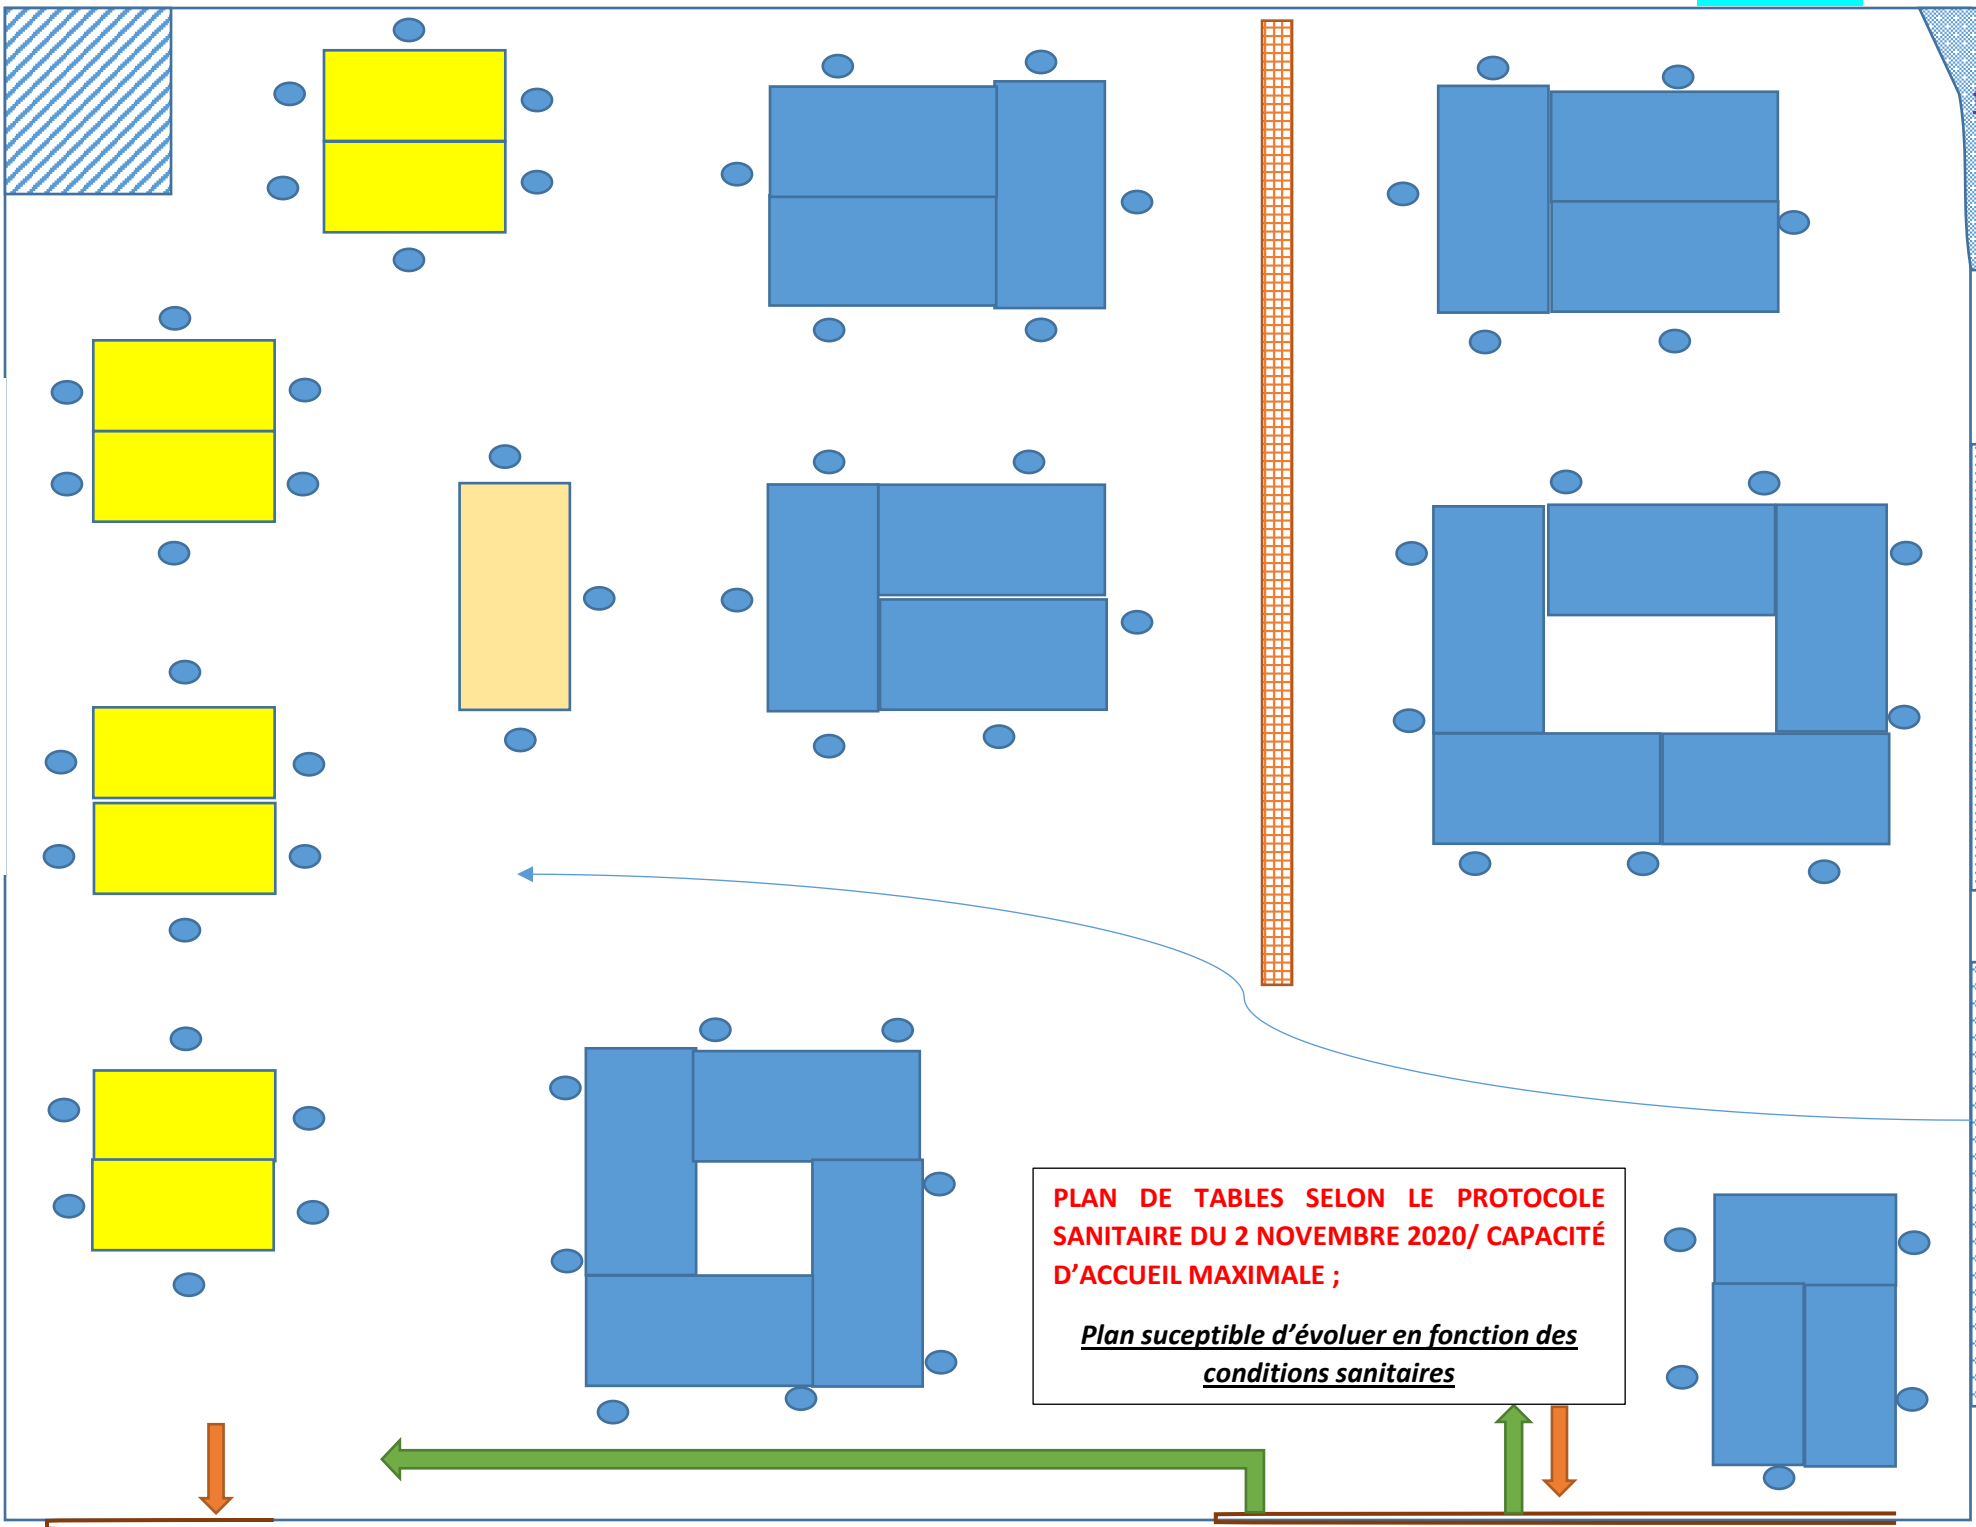 PLAN DE TABLES SELON LE PROTOCOLE
SANITAIRE DU 2 NOVEMBRE 2020/ CAPACITÉ
D’ACCUEIL MAXIMALE ;
Plan suceptible d’évoluer en fonction des
conditions sanitaires